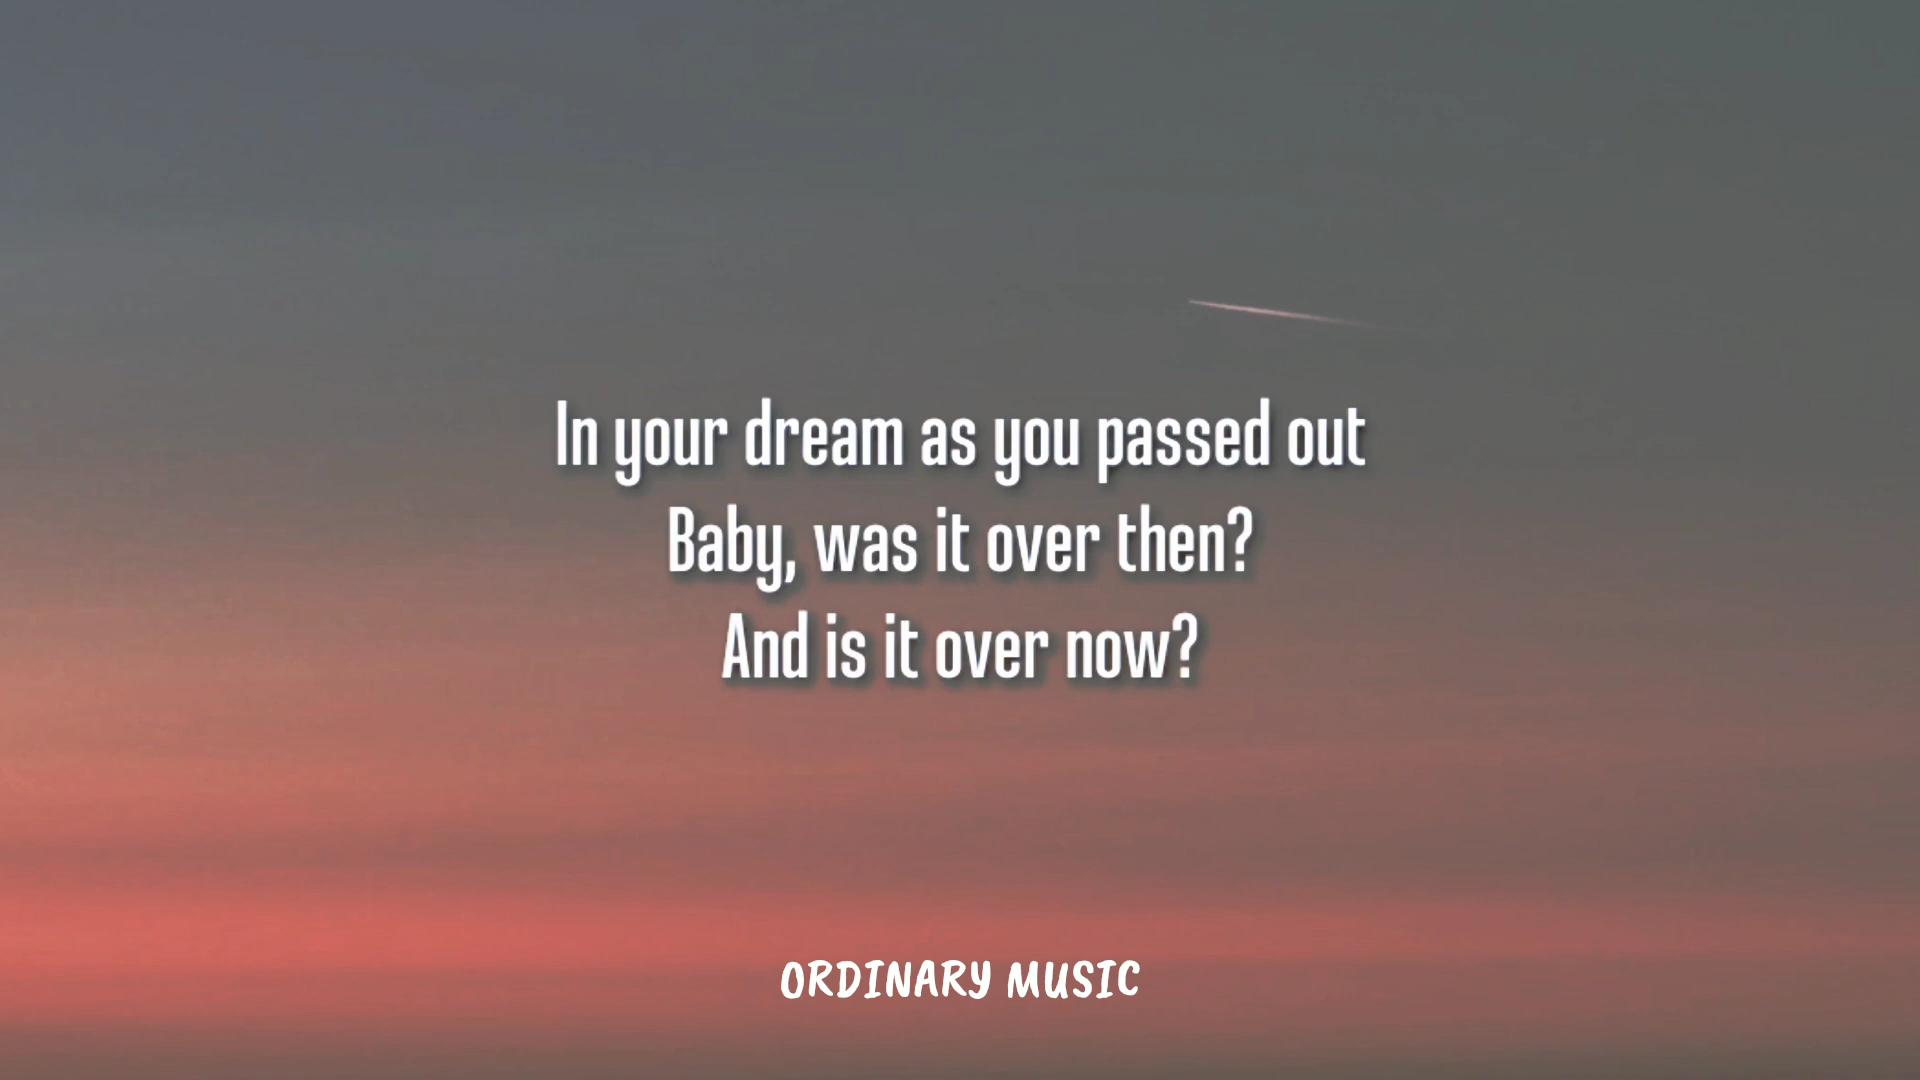 In your dream as you passed out
Baby, was it over then?
And is it over now?
ORDINARY MUSIC